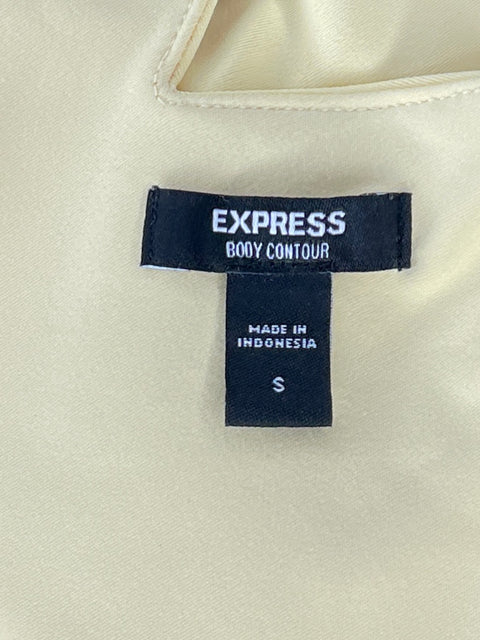 EXPRESS
BODY CONTOUR
MADE IN
INDONESIA
S